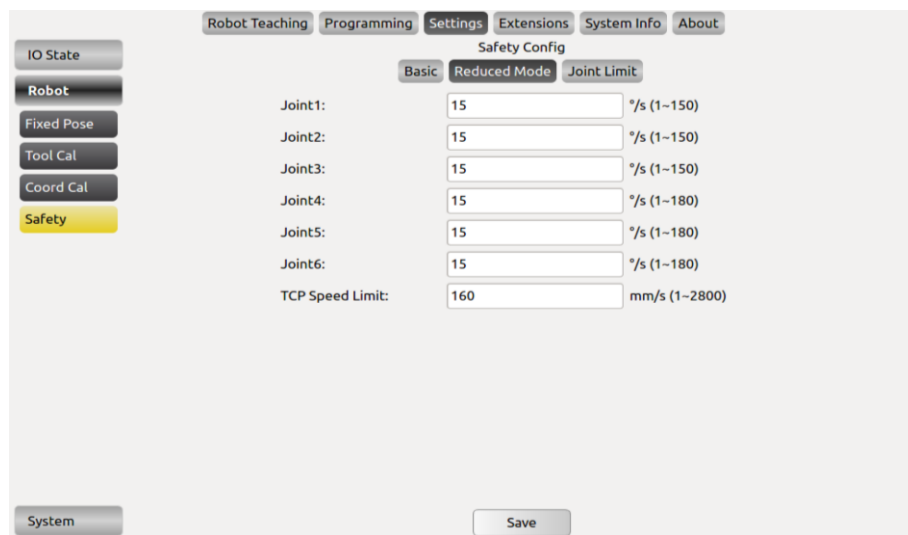 Robot Teaching Programming Settings Extensions System Info About
Safety Config
Basic Reduced Mode Joint Limit
IO State
Robot
Fixed Pose
Tool Cal
Coord Cal
Safety
Joint1: 15 °/s (1~150)
Joint2: 15 °/s (1~150)
Joint3: 15 °/s (1~150)
Joint4: 15 °/s (1~180)
Joint5: 15 °/s (1~180)
Joint6: 15 °/s (1~180)
TCP Speed Limit: 160 mm/s (1~2800)
System
Save